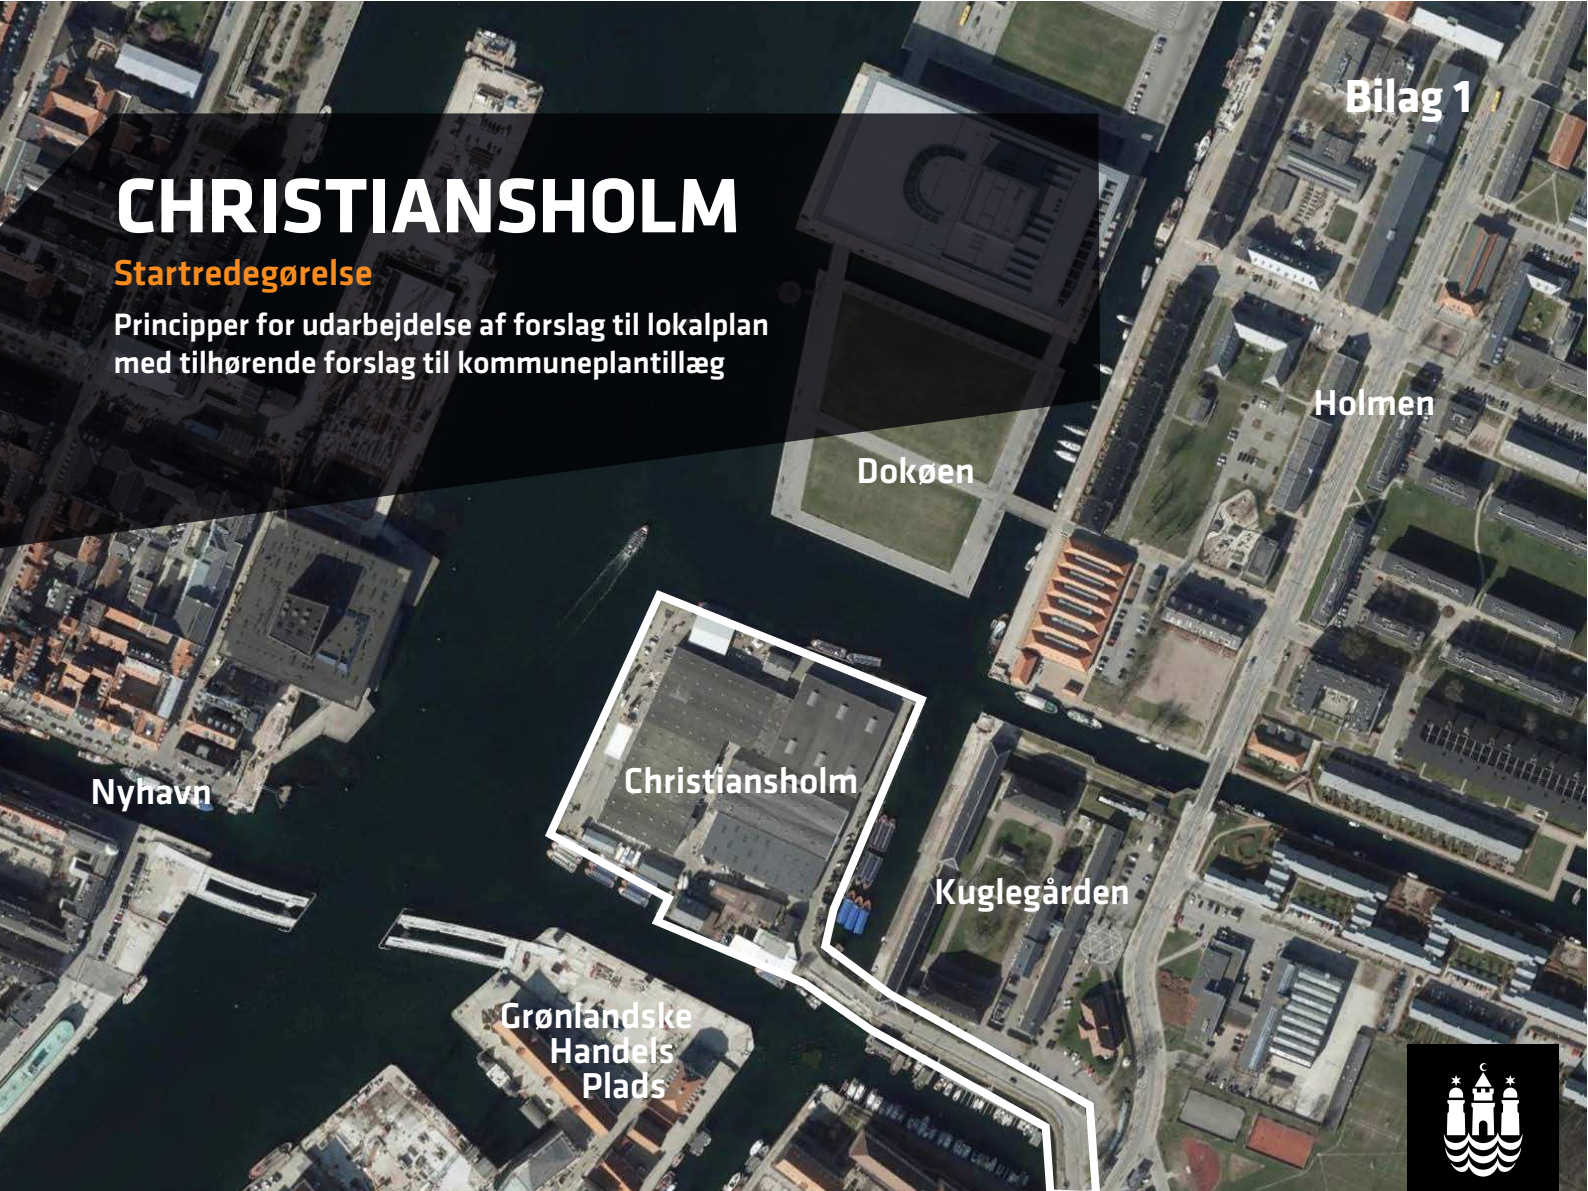 Bilag 1
CHRISTIANSHOLM
Startredegørelse
Principper for udarbejdelse af forslag til lokalplan
med tilhørende forslag til kommuneplantillæg
Holmen
Dokøen
Christiansholm
Nyhavn
Kuglegården
Grønlandske
Handels
Plads